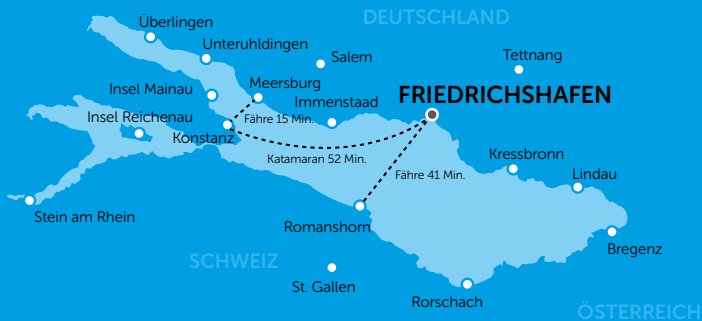 DEUTSCHLAND
Überlingen
Unteruhldingen
Salem
Tettnang
Insel Mainau
Meersburg
Immenstaad
FRIEDRICHSHAFEN
Insel Reichenau
Fähre 15 Min.
Konstanz
Katamaran 52 Min.
Fähre 41 Min.
Kressbronn
Lindau
Stein am Rhein
Romanshorn
Bregenz
SCHWEIZ
St. Gallen
Rorschach
ÖSTERREICH